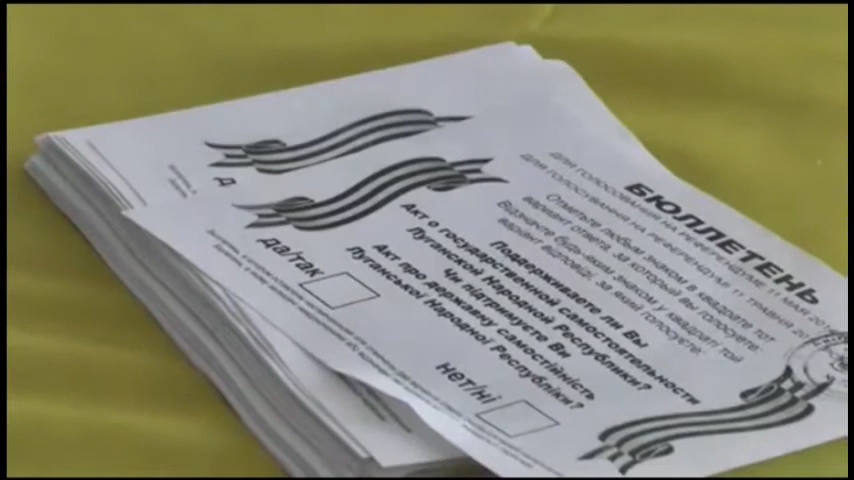 БЮЛЛЕТЕНЬ
ДЛЯ ГОЛОСОВАНИЯ НА РЕФЕРЕНДУМЕ 11 МАЯ
ДЛЯ ГОЛОСУВАННЯ НА РЕФЕРЕНДУМІ 11 ТРАВНЯ
Отметьте любым знаком в квадрате тот
вариант ответа, за который Вы голосуете.
Відзначте будь-яким знаком у квадраті той
варіант відповіді, за який голосуєте.
Поддерживаете ли Вы
Акт о государственной самостоятельности
Луганской Народной Республики?
Чи підтримуєте Ви
Акт про державну самостійність
Луганської Народної Республіки?
да/так
нет/ні